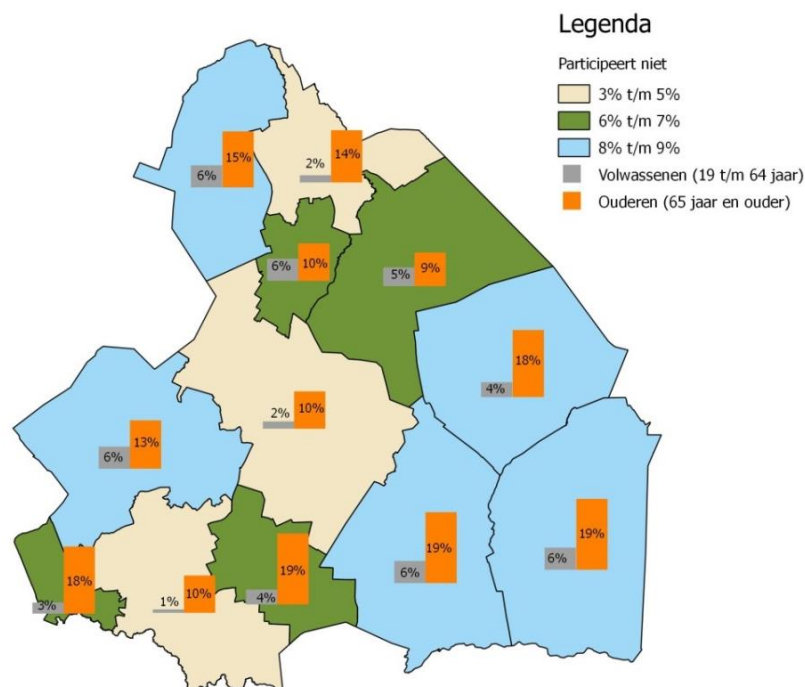 Legenda
Participeert niet
3% t/m 5%
6% t/m 7%
8% t/m 9%
Volwassenen (19 t/m 64 jaar)
Ouderen (65 jaar en ouder)
6% 15%
2% 14%
6% 10%
5% 9%
4% 18%
2% 10%
6% 13%
6% 19%
6% 19%
3% 18%
1% 10%
4% 19%